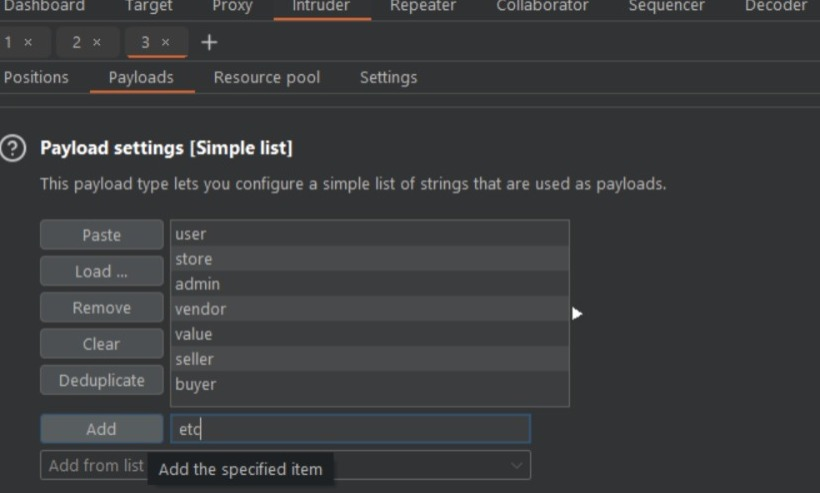 Dashboard Target Proxy Intruder Repeater Collaborator Sequencer Decoder
1 × 2 × 3 × +
Positions Payloads Resource pool Settings
? Payload settings [Simple list]
This payload type lets you configure a simple list of strings that are used as payloads.
Paste user
store
Load ...
admin
Remove vendor
value
Clear
seller
Deduplicate buyer
Add etc
Add from list
Add the specified item